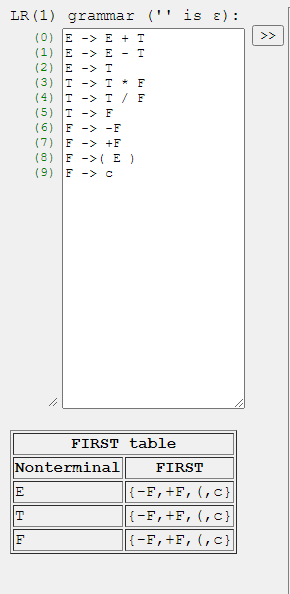 LR(1) grammar ('' is ε):
>>
(0) E -> E + T
(1) E -> E - T
(2) E -> T
(3) T -> T * F
(4) T -> T / F
(5) T -> F
(6) F -> -F
(7) F -> +F
(8) F ->( E )
(9) F -> c
FIRST table
Nonterminal FIRST
E {-F,+F,(,c}
T {-F,+F,(,c}
F {-F,+F,(,c}